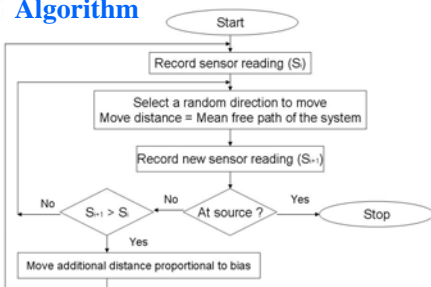 Algorithm
Start
Record sensor reading (Sᵢ)
Select a random direction to move
Move distance = Mean free path of the system
Record new sensor reading (Sᵢ₊₁)
No
Sᵢ₊₁ > Sᵢ
No
At source ?
Yes
Stop
Yes
Move additional distance proportional to bias